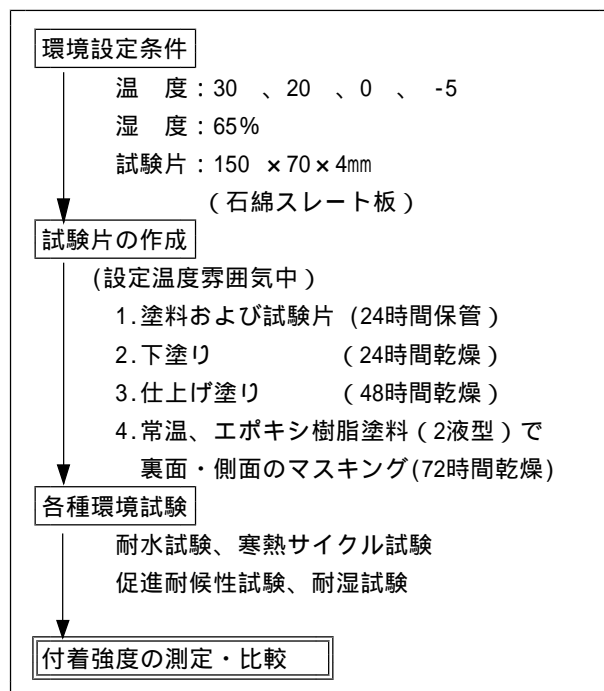 環境設定条件
温　度：30　、20　、0　、　-5
湿　度：65%
試験片：150　×70×4㎜
（石綿スレート板）
試験片の作成
(設定温度雰囲気中）
1.塗料および試験片 (24時間保管）
2.下塗り　　　　　（24時間乾燥）
3.仕上げ塗り　　　（48時間乾燥）
4.常温、エポキシ樹脂塗料（2液型）で
裏面・側面のマスキング(72時間乾燥)
各種環境試験
耐水試験、寒熱サイクル試験
促進耐候性試験、耐湿試験
付着強度の測定・比較